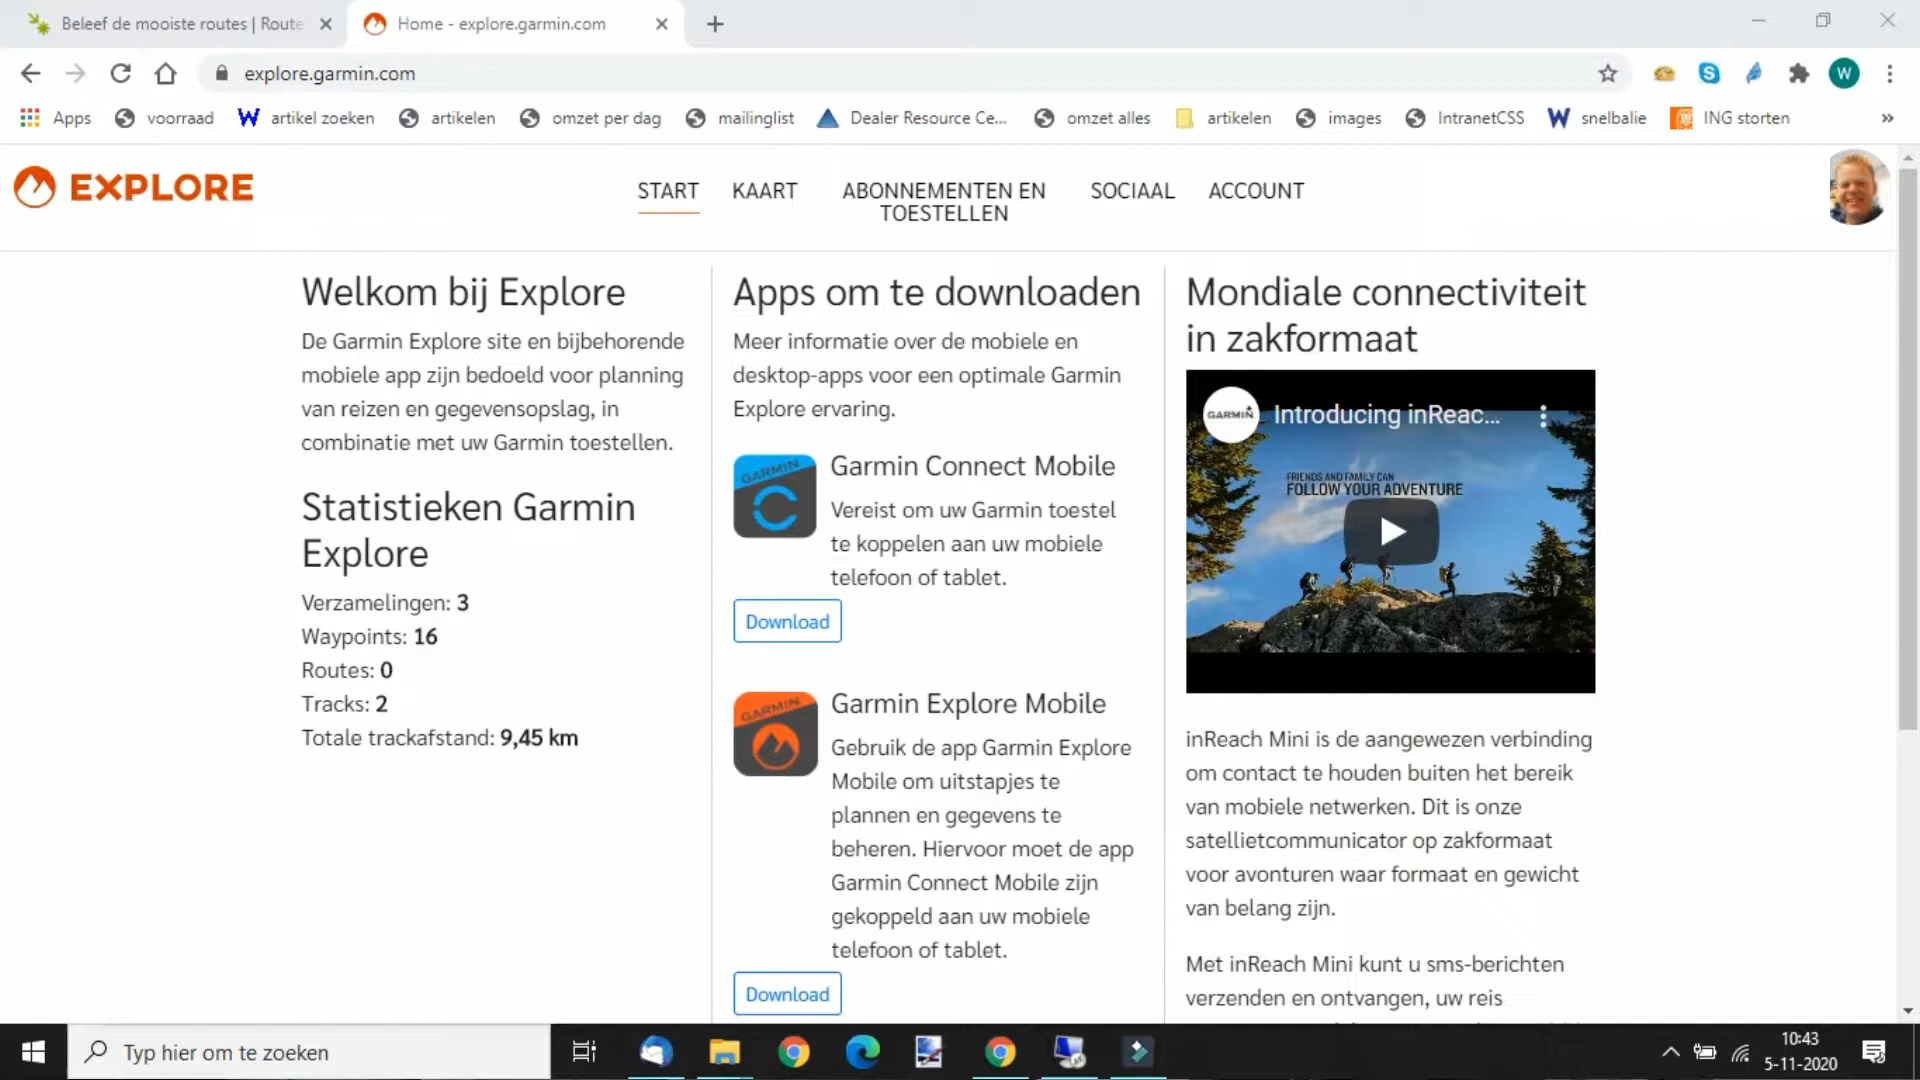 Beleef de mooiste routes | Route
Home - explore.garmin.com
explore.garmin.com
W
Apps
voorraad
artikel zoeken
artikelen
omzet per dag
mailinglist
Dealer Resource Ce...
omzet alles
artikelen
images
IntranetCSS
snelbalie
ING storten
»
EXPLORE
START
KAART
ABONNEMENTEN EN
TOESTELLEN
SOCIAAL
ACCOUNT
Welkom bij Explore
De Garmin Explore site en bijbehorende
mobiele app zijn bedoeld voor planning
van reizen en gegevensopslag, in
combinatie met uw Garmin toestellen.
Statistieken Garmin
Explore
Verzamelingen: 3
Waypoints: 16
Routes: 0
Tracks: 2
Totale trackafstand: 9,45 km
Apps om te downloaden
Meer informatie over de mobiele en
desktop-apps voor een optimale Garmin
Explore ervaring.
GARMIN
Garmin Connect Mobile
Vereist om uw Garmin toestel
te koppelen aan uw mobiele
telefoon of tablet.
Download
GARMIN
Garmin Explore Mobile
Gebruik de app Garmin Explore
Mobile om uitstapjes te
plannen en gegevens te
beheren. Hiervoor moet de app
Garmin Connect Mobile zijn
gekoppeld aan uw mobiele
telefoon of tablet.
Download
Mondiale connectiviteit
in zakformaat
GARMIN
Introducing inReac...
FRIENDS AND FAMILY CAN
FOLLOW YOUR ADVENTURE
inReach Mini is de aangewezen verbinding
om contact te houden buiten het bereik
van mobiele netwerken. Dit is onze
satellietcommunicator op zakformaat
voor avonturen waar formaat en gewicht
van belang zijn.
Met inReach Mini kunt u sms-berichten
verzenden en ontvangen, uw reis
Typ hier om te zoeken
10:43
5-11-2020